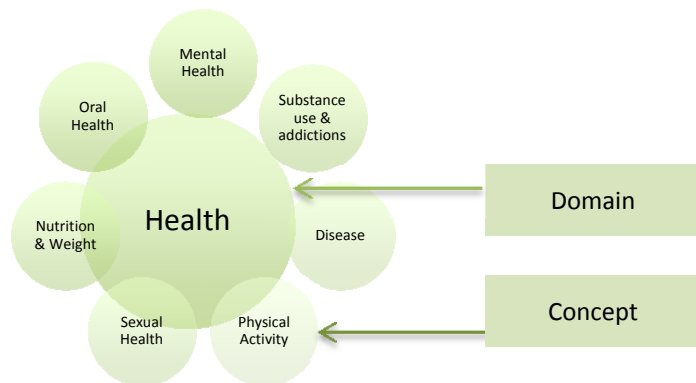 Mental
Health
Oral
Health
Substance
use &
addictions
Health
Domain
Nutrition
& Weight
Disease
Sexual
Health
Physical
Activity
Concept